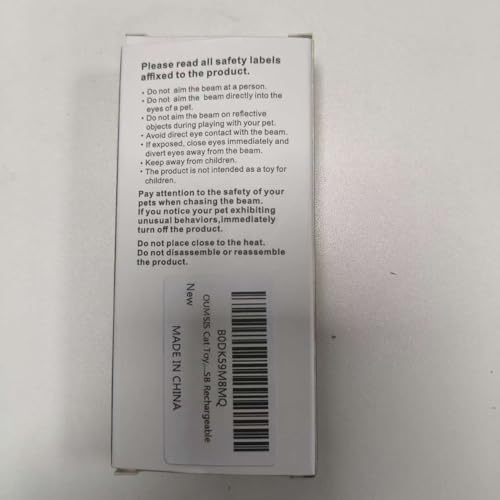 Please read all safety labels
affixed to the product.
• Do not aim the beam at a person.
• Do not aim the beam directly into the
eyes of a pet.
• Do not aim the beam on reflective
objects during playing with your pet.
• Avoid direct eye contact with the beam.
• If exposed, close eyes immediately and
divert eyes away from the beam.
• Keep away from children.
• The product is not intended as a toy for
children.
Pay attention to the safety of your
pets when chasing the beam.
If you notice your pet exhibiting
unusual behaviors,immediately
turn off the product.
Do not place close to the heat.
Do not disassemble or reassemble
the product.
B0DK59M8MQ
OUMSIS Cat Toy....SB Rechargeable
New
MADE IN CHINA